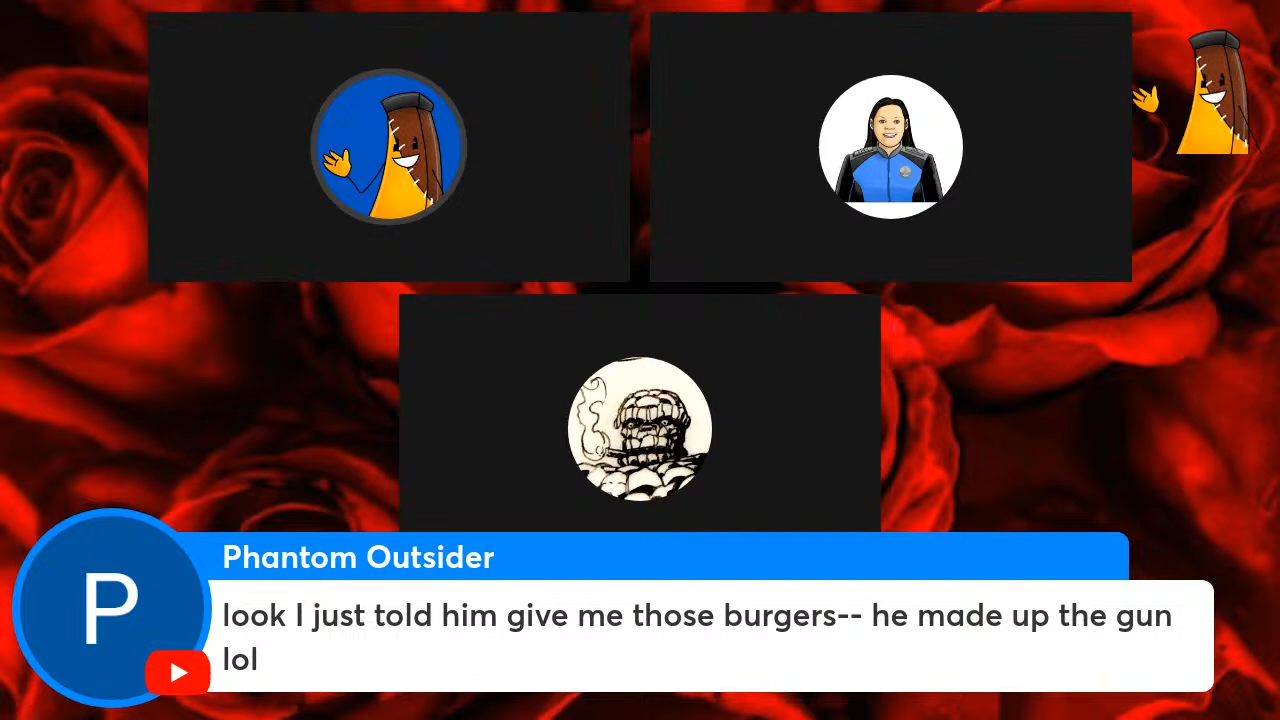 Phantom Outsider
P
look I just told him give me those burgers-- he made up the gun
lol